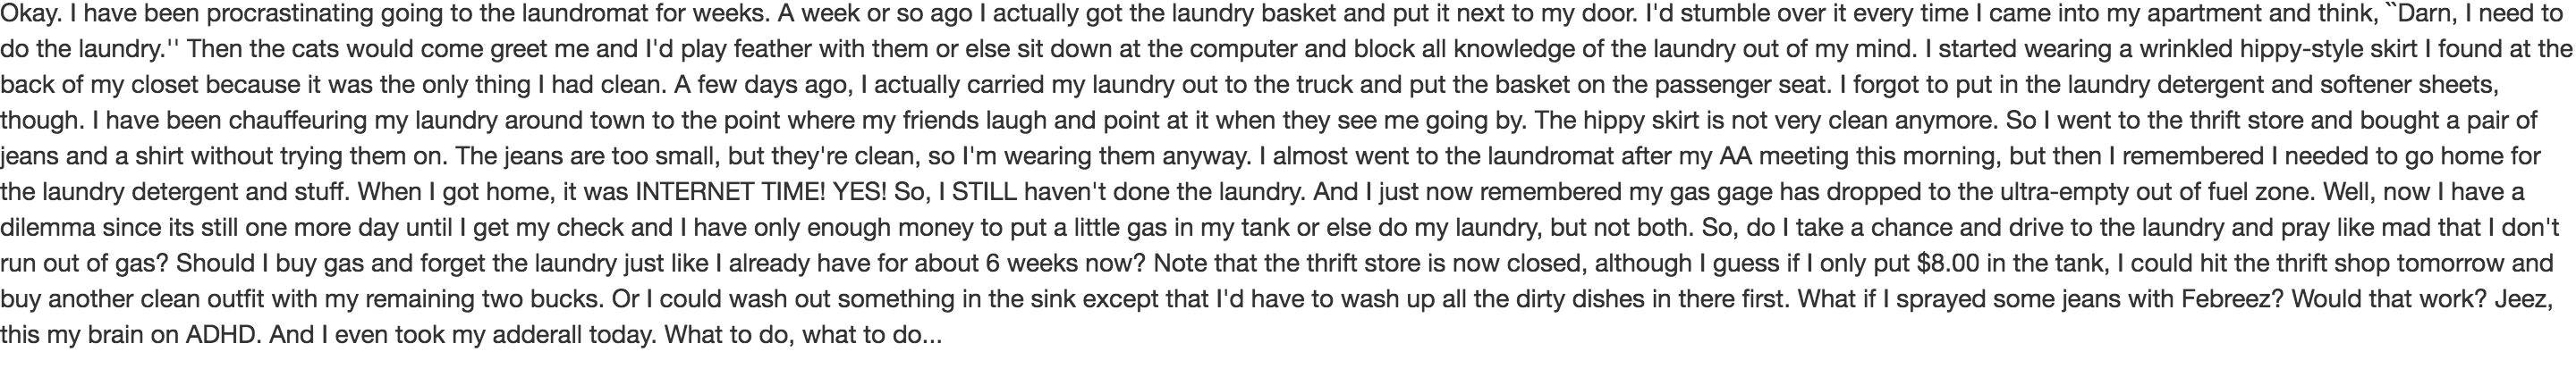 Okay. I have been procrastinating going to the laundromat for weeks. A week or so ago I actually got the laundry basket and put it next to my door. I'd stumble over it every time I came into my apartment and think, ``Darn, I need to
do the laundry.'' Then the cats would come greet me and I'd play feather with them or else sit down at the computer and block all knowledge of the laundry out of my mind. I started wearing a wrinkled hippy-style skirt I found at the
back of my closet because it was the only thing I had clean. A few days ago, I actually carried my laundry out to the truck and put the basket on the passenger seat. I forgot to put in the laundry detergent and softener sheets,
though. I have been chauffeuring my laundry around town to the point where my friends laugh and point at it when they see me going by. The hippy skirt is not very clean anymore. So I went to the thrift store and bought a pair of
jeans and a shirt without trying them on. The jeans are too small, but they're clean, so I'm wearing them anyway. I almost went to the laundromat after my AA meeting this morning, but then I remembered I needed to go home for
the laundry detergent and stuff. When I got home, it was INTERNET TIME! YES! So, I STILL haven't done the laundry. And I just now remembered my gas gage has dropped to the ultra-empty out of fuel zone. Well, now I have a
dilemma since its still one more day until I get my check and I have only enough money to put a little gas in my tank or else do my laundry, but not both. So, do I take a chance and drive to the laundry and pray like mad that I don't
run out of gas? Should I buy gas and forget the laundry just like I already have for about 6 weeks now? Note that the thrift store is now closed, although I guess if I only put $8.00 in the tank, I could hit the thrift shop tomorrow and
buy another clean outfit with my remaining two bucks. Or I could wash out something in the sink except that I'd have to wash up all the dirty dishes in there first. What if I sprayed some jeans with Febreez? Would that work? Jeez,
this my brain on ADHD. And I even took my adderall today. What to do, what to do...